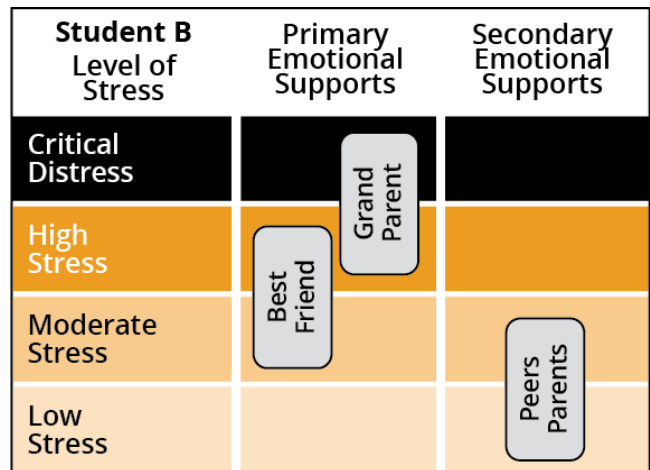 Student B
Level of
Stress
Primary
Emotional
Supports
Secondary
Emotional
Supports
Critical
Distress
Grand
Parent
High
Stress
Best
Friend
Moderate
Stress
Peers
Parents
Low
Stress